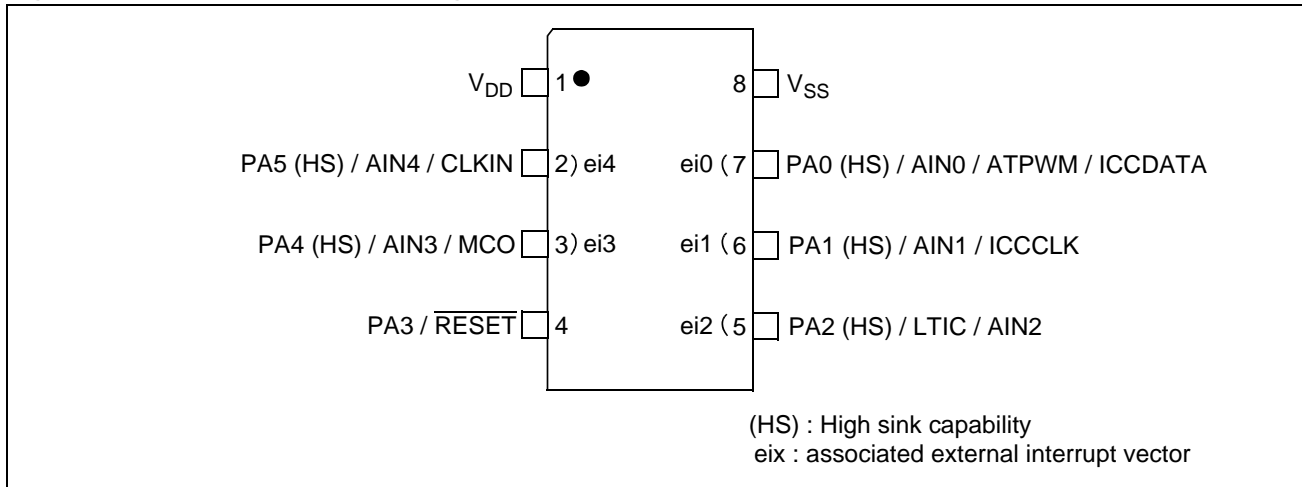 V_DD 1 8 V_SS
PA5 (HS) / AIN4 / CLKIN 2) ei4 ei0 (7 PA0 (HS) / AIN0 / ATPWM / ICCDATA
PA4 (HS) / AIN3 / MCO 3) ei3 ei1 (6 PA1 (HS) / AIN1 / ICCCLK
PA3 / RESET 4 ei2 (5 PA2 (HS) / LTIC / AIN2
(HS) : High sink capability
eix : associated external interrupt vector